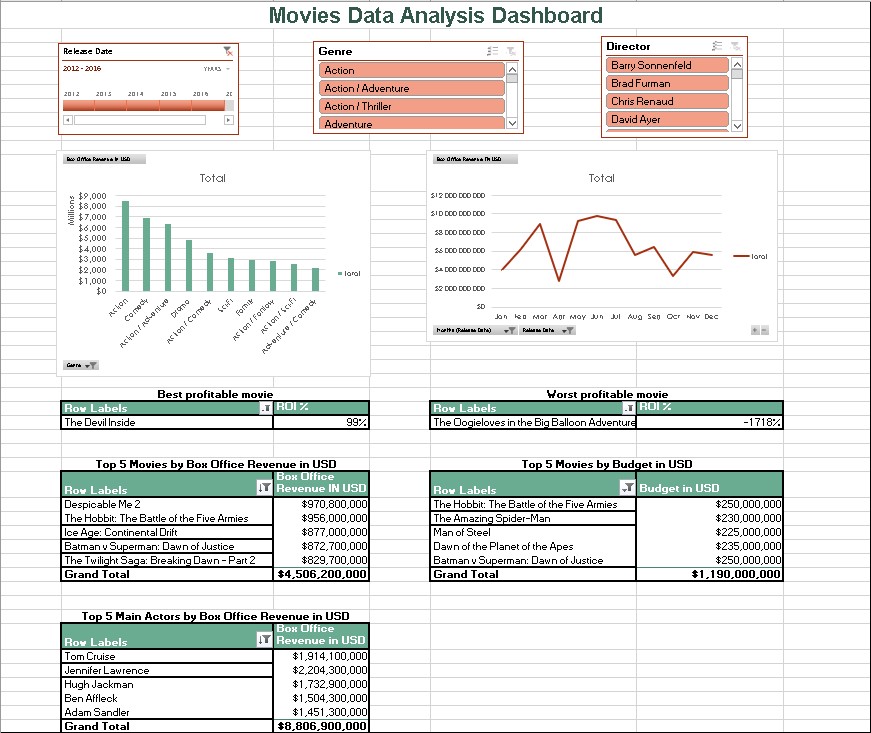 Movies Data Analysis Dashboard
Release Date
2012 - 2016
YEARS
2012 2013 2014 2015 2016 20
Genre
Action
Action / Adventure
Action / Thriller
Adventure
Director
Barry Sonnenfeld
Brad Furman
Chris Renaud
David Ayer
Box Office Revenue IN USD
Total
Millions
$9,000
$8,000
$7,000
$6,000
$5,000
$4,000
$3,000
$2,000
$1,000
$0
Action
Comedy
Action / Adventure
Drama
Action / Comedy
Sci-Fi
Family
Action / Fantasy
Action / Sci-Fi
Adventure / Comedy
Total
Genre
Box Office Revenue IN USD
Total
$12 000 000 000
$10 000 000 000
$8 000 000 000
$6 000 000 000
$4 000 000 000
$2 000 000 000
$0
Jan Feb Mar Apr May Jun Jul Aug Sep Oct Nov Dec
Total
Months (Release Date) Release Date
Best profitable movie
Row Labels ROI %
The Devil Inside 99%
Worst profitable movie
Row Labels ROI %
The Oogieloves in the Big Balloon Adventure -1718%
Top 5 Movies by Box Office Revenue in USD
Row Labels Box Office Revenue IN USD
Despicable Me 2 $970,800,000
The Hobbit: The Battle of the Five Armies $956,000,000
Ice Age: Continental Drift $877,000,000
Batman v Superman: Dawn of Justice $872,700,000
The Twilight Saga: Breaking Dawn - Part 2 $829,700,000
Grand Total $4,506,200,000
Top 5 Movies by Budget in USD
Row Labels Budget in USD
The Hobbit: The Battle of the Five Armies $250,000,000
The Amazing Spider-Man $230,000,000
Man of Steel $225,000,000
Dawn of the Planet of the Apes $235,000,000
Batman v Superman: Dawn of Justice $250,000,000
Grand Total $1,190,000,000
Top 5 Main Actors by Box Office Revenue in USD
Row Labels Box Office Revenue in USD
Tom Cruise $1,914,100,000
Jennifer Lawrence $2,204,300,000
Hugh Jackman $1,732,900,000
Ben Affleck $1,504,300,000
Adam Sandler $1,451,300,000
Grand Total $8,806,900,000